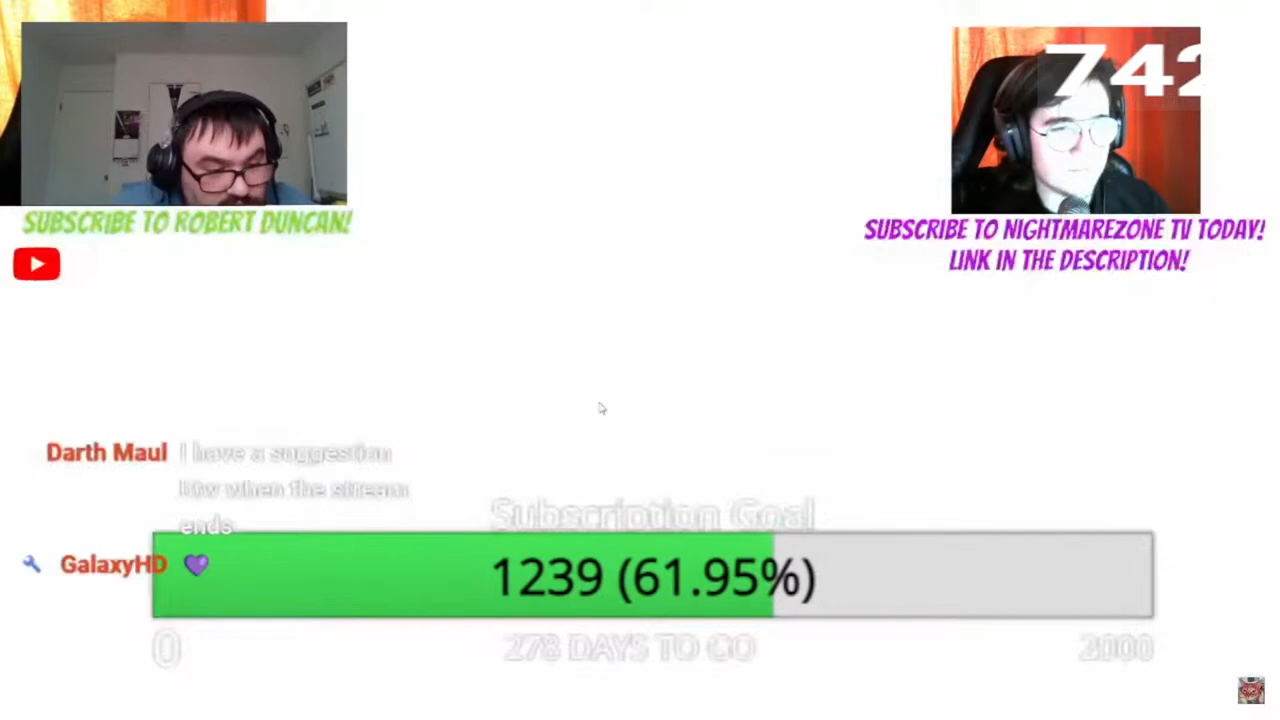 742
SUBSCRIBE TO ROBERT DUNCAN!
SUBSCRIBE TO NIGHTMAREZONE TV TODAY!
LINK IN THE DESCRIPTION!
Darth Maul I have a suggestion
btw when the stream
ends
Subscription Goal
GalaxyHD 💜
1239 (61.95%)
0 278 DAYS TO GO 2000